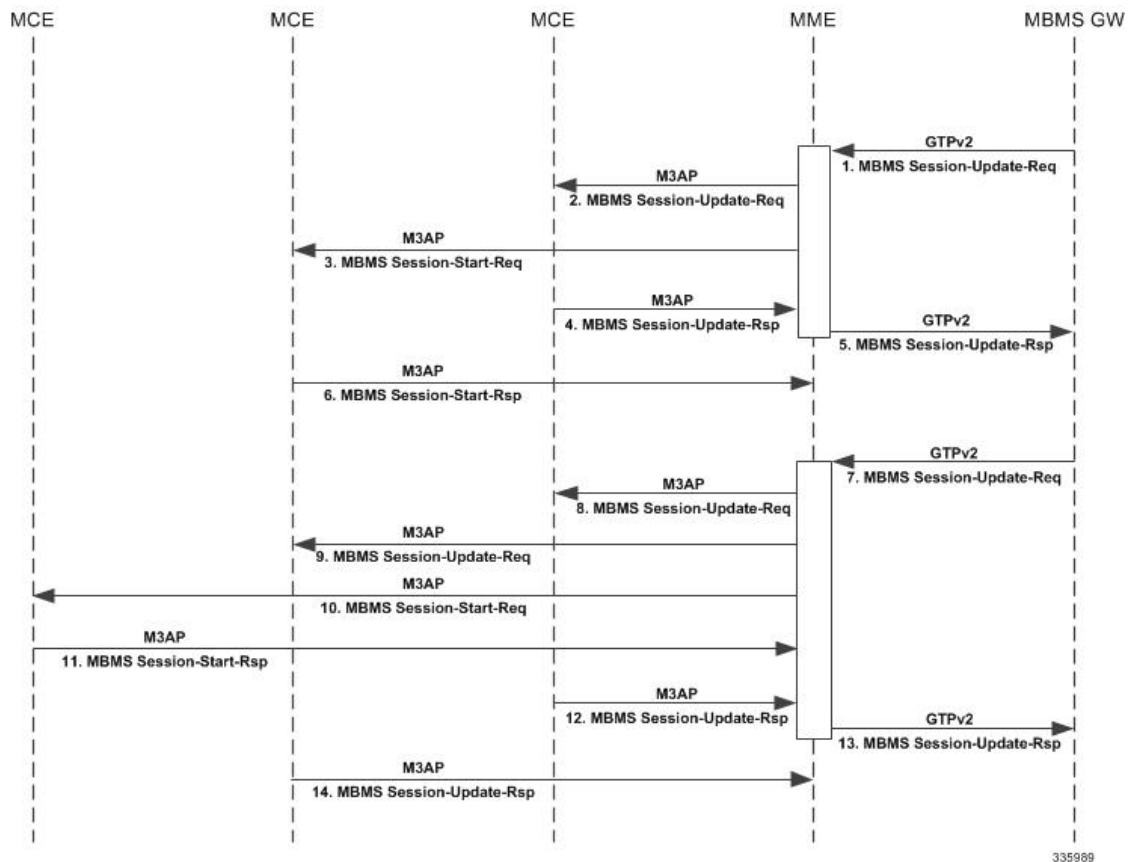 MCE MCE MCE MME MBMS GW
GTPv2
1. MBMS Session-Update-Req
M3AP
2. MBMS Session-Update-Req
M3AP
3. MBMS Session-Start-Req
M3AP
4. MBMS Session-Update-Rsp
GTPv2
5. MBMS Session-Update-Rsp
M3AP
6. MBMS Session-Start-Rsp
GTPv2
7. MBMS Session-Update-Req
M3AP
8. MBMS Session-Update-Req
M3AP
9. MBMS Session-Update-Req
M3AP
10. MBMS Session-Start-Req
M3AP
11. MBMS Session-Start-Rsp
M3AP
12. MBMS Session-Update-Rsp
GTPv2
13. MBMS Session-Update-Rsp
M3AP
14. MBMS Session-Update-Rsp
335989